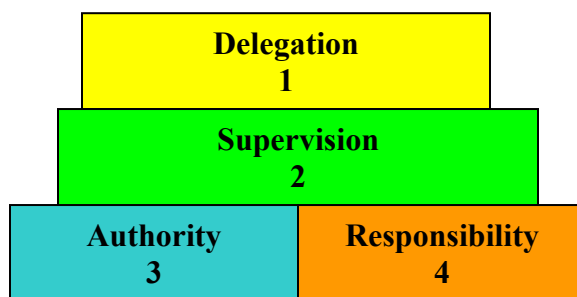 Delegation
1
Supervision
2
Authority
3
Responsibility
4